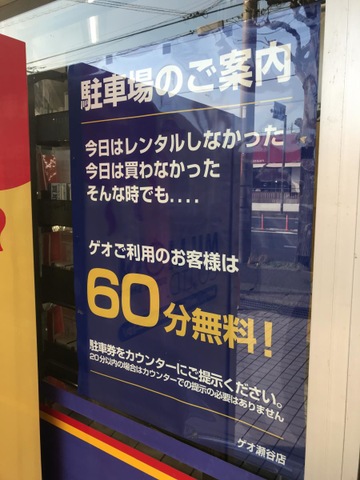 駐車場のご案内
今日はレンタルしなかった
今日は買わなかった
そんな時でも....
ゲオご利用のお客様は
60分無料!
駐車券をカウンターにご提示ください。
20分以内の場合はカウンターでの提示の必要はありません
ゲオ瀬谷店